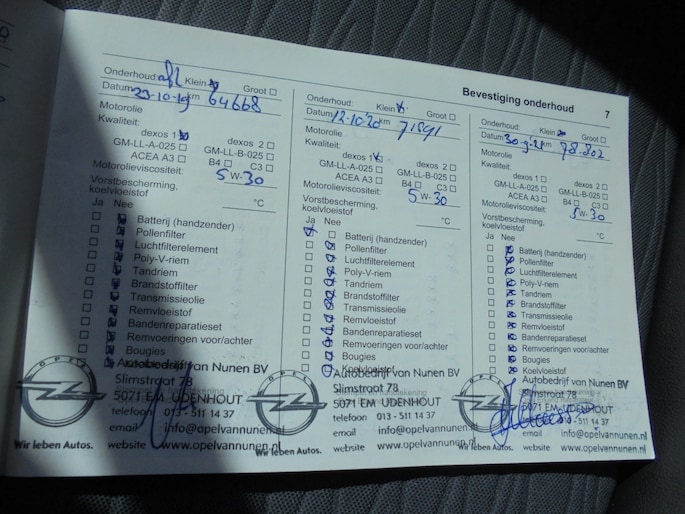 Bevestiging onderhoud 7
Onderhoud: Klein Groot
Datum 23-10-19 km 64668
Motorolie
Kwaliteit:
dexos 1 dexos 2
GM-LL-A-025 GM-LL-B-025
ACEA A3 B4 C3
Motorolieviscositeit: 5W-30
Vorstbescherming,
koelvloeistof °C
Ja Nee
Batterij (handzender)
Pollenfilter
Luchtfilterelement
Poly-V-riem
Tandriem
Brandstoffilter
Transmissieolie
Remvloeistof
Bandenreparatieset
Remvoeringen voor/achter
Bougies
Koelvloeistof
OPEL
Wir leben Autos.
Autobedrijf van Nunen BV
Slimstraat 78
5071 EM UDENHOUT
telefoon 013 - 511 14 37
email info@opelvannunen.nl
website www.opelvannunen.nl
Onderhoud: Klein Groot
Datum 12-10-20 km 71591
Motorolie
Kwaliteit:
dexos 1 dexos 2
GM-LL-A-025 GM-LL-B-025
ACEA A3 B4 C3
Motorolieviscositeit: 5W-30
Vorstbescherming,
koelvloeistof °C
Ja Nee
Batterij (handzender)
Pollenfilter
Luchtfilterelement
Poly-V-riem
Tandriem
Brandstoffilter
Transmissieolie
Remvloeistof
Bandenreparatieset
Remvoeringen voor/achter
Bougies
Koelvloeistof
OPEL
Wir leben Autos.
Autobedrijf van Nunen BV
Slimstraat 78
5071 EM UDENHOUT
telefoon 013 - 511 14 37
email info@opelvannunen.nl
website www.opelvannunen.nl
Onderhoud: Klein Groot
Datum 30-9-21 km 78.802
Motorolie
Kwaliteit:
dexos 1 dexos 2
GM-LL-A-025 GM-LL-B-025
ACEA A3 B4 C3
Motorolieviscositeit: 5W-30
Vorstbescherming,
koelvloeistof °C
Ja Nee
Batterij (handzender)
Pollenfilter
Luchtfilterelement
Poly-V-riem
Tandriem
Brandstoffilter
Transmissieolie
Remvloeistof
Bandenreparatieset
Remvoeringen voor/achter
Bougies
Koelvloeistof
OPEL
Wir leben Autos.
Autobedrijf van Nunen BV
Slimstraat 78
5071 EM UDENHOUT
telefoon 013 - 511 14 37
email info@opelvannunen.nl
website www.opelvannunen.nl